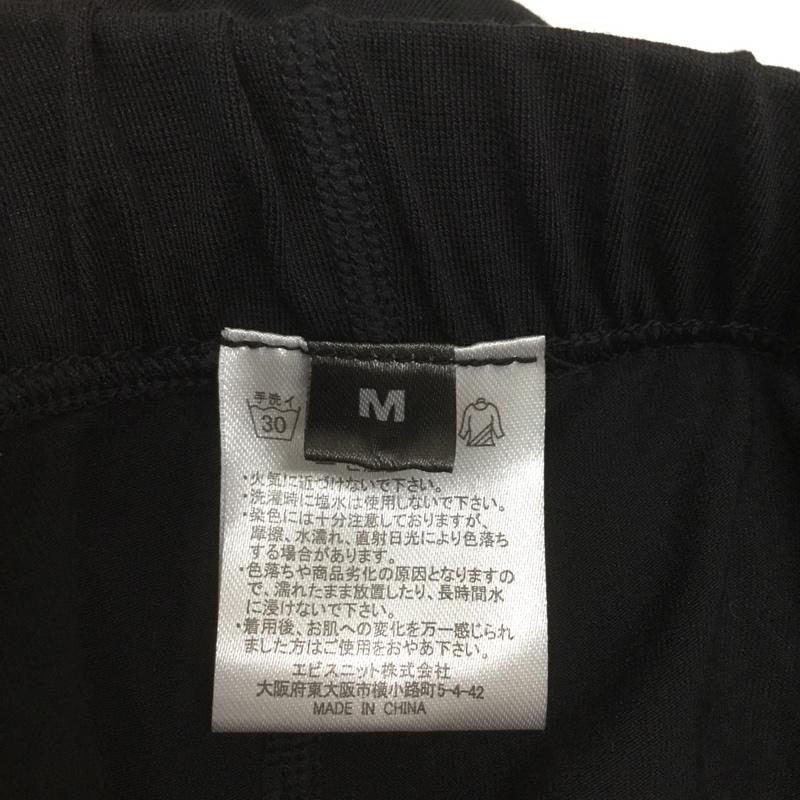 M
手洗イ
30
・火気に近づけないで下さい。
・洗濯時に塩水は使用しないで下さい。
・染色には十分注意しておりますが、
摩擦、水濡れ、直射日光により色落ち
する場合があります。
・色落ちや商品劣化の原因となりますの
で、濡れたまま放置したり、長時間水
に浸けないで下さい。
・着用後、お肌への変化を万一感じられ
ました方はご使用をおやめ下さい。
エビスニット株式会社
大阪府東大阪市横小路町5-4-42
MADE IN CHINA